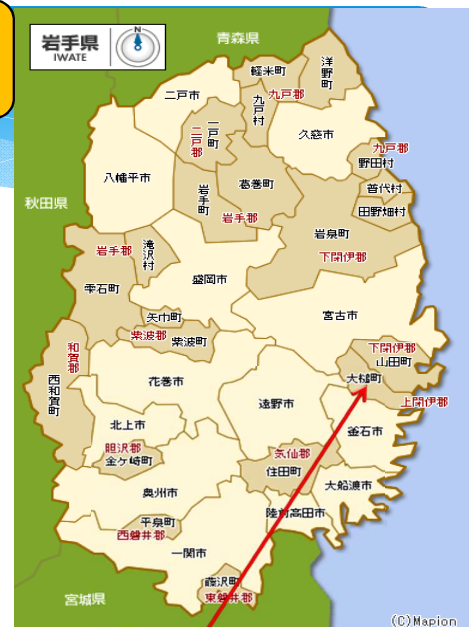 岩手県
IWATE
青森県
軽米町
洋野町
二戸市
九戸郡
九戸村
一戸町
二戸郡
久慈市
九戸郡
野田村
八幡平市
葛巻町
普代村
岩手町
田野畑村
秋田県
岩手郡
岩泉町
岩手郡
滝沢村
下閉伊郡
盛岡市
雫石町
宮古市
矢巾町
紫波郡
紫波町
下閉伊郡
山田町
和賀郡
西和賀町
花巻市
大槌町
遠野市
上閉伊郡
北上市
釜石市
胆沢郡
金ケ崎町
気仙郡
住田町
奥州市
大船渡市
陸前高田市
平泉町
西磐井郡
一関市
藤沢町
東磐井郡
宮城県
(C)Mapion